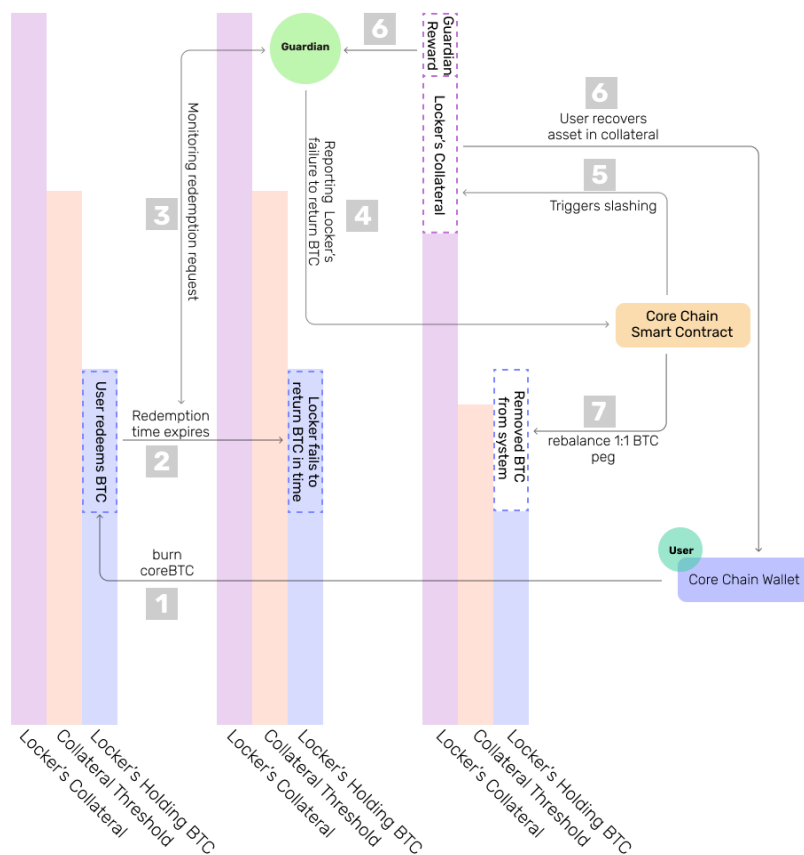 Guardian
6
Guardian
Reward
Locker's Collateral
6
User recovers
asset in collateral
5
Triggers slashing
Monitoring redemption request
3
Reporting Locker's
failure to return BTC
4
Core Chain
Smart Contract
User redeems BTC
Redemption
time expires
2
Locker fails to
return BTC in time
Removed BTC
from system
7
rebalance 1:1 BTC
peg
burn
coreBTC
1
User
Core Chain Wallet
Locker's Collateral
Collateral Threshold
Locker's Holding BTC
Locker's Collateral
Collateral Threshold
Locker's Holding BTC
Locker's Collateral
Collateral Threshold
Locker's Holding BTC